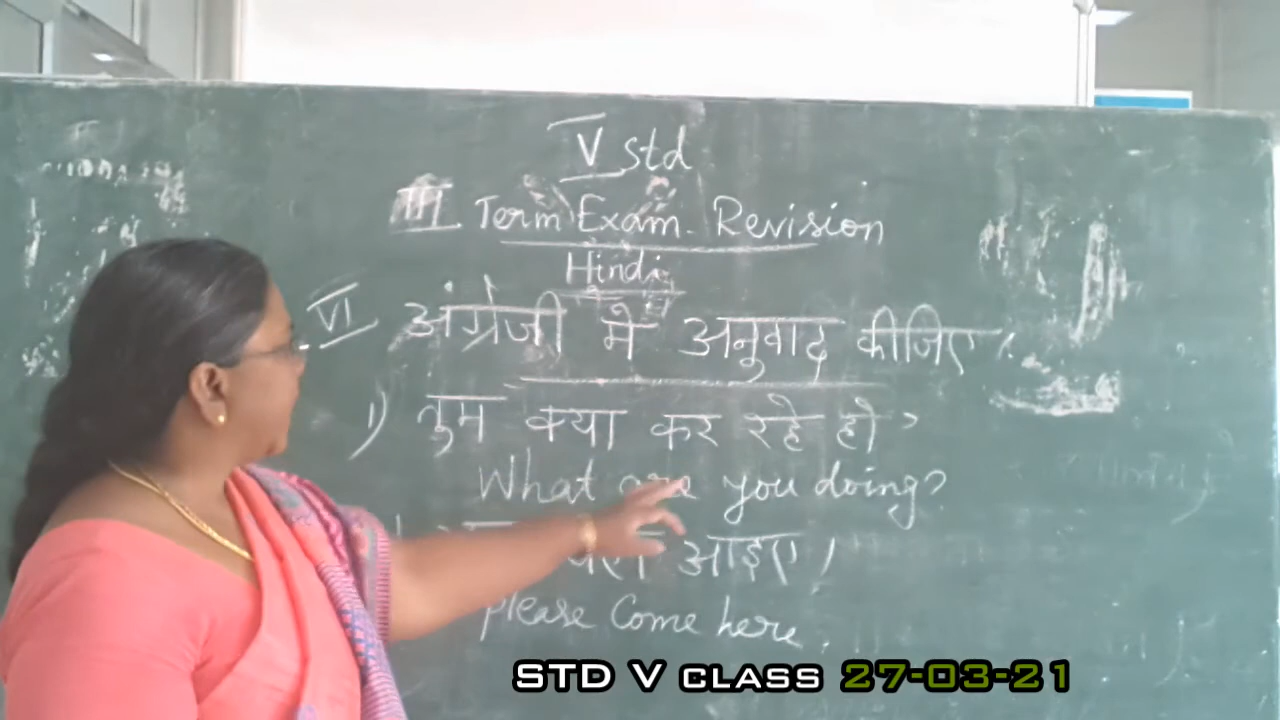 V Std
III Term Exam Revision
Hindi
VI अंग्रेजी में अनुवाद कीजिए।
1) तुम क्या कर रहे हो?
What are you doing?
आइए।
Please Come here.
STD V CLASS 27-03-21